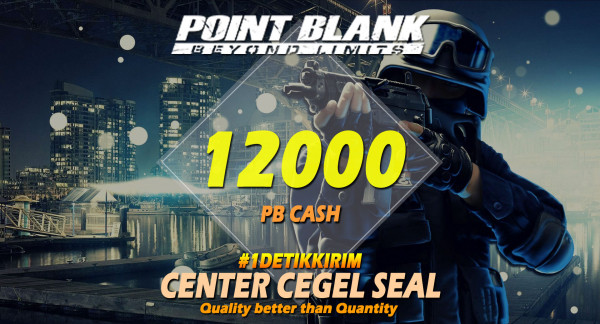 POINT BLANK
BEYOND LIMITS
12000
PB CASH
#1DETIKKIRIM
CENTER CEGEL SEAL
Quality better than Quantity